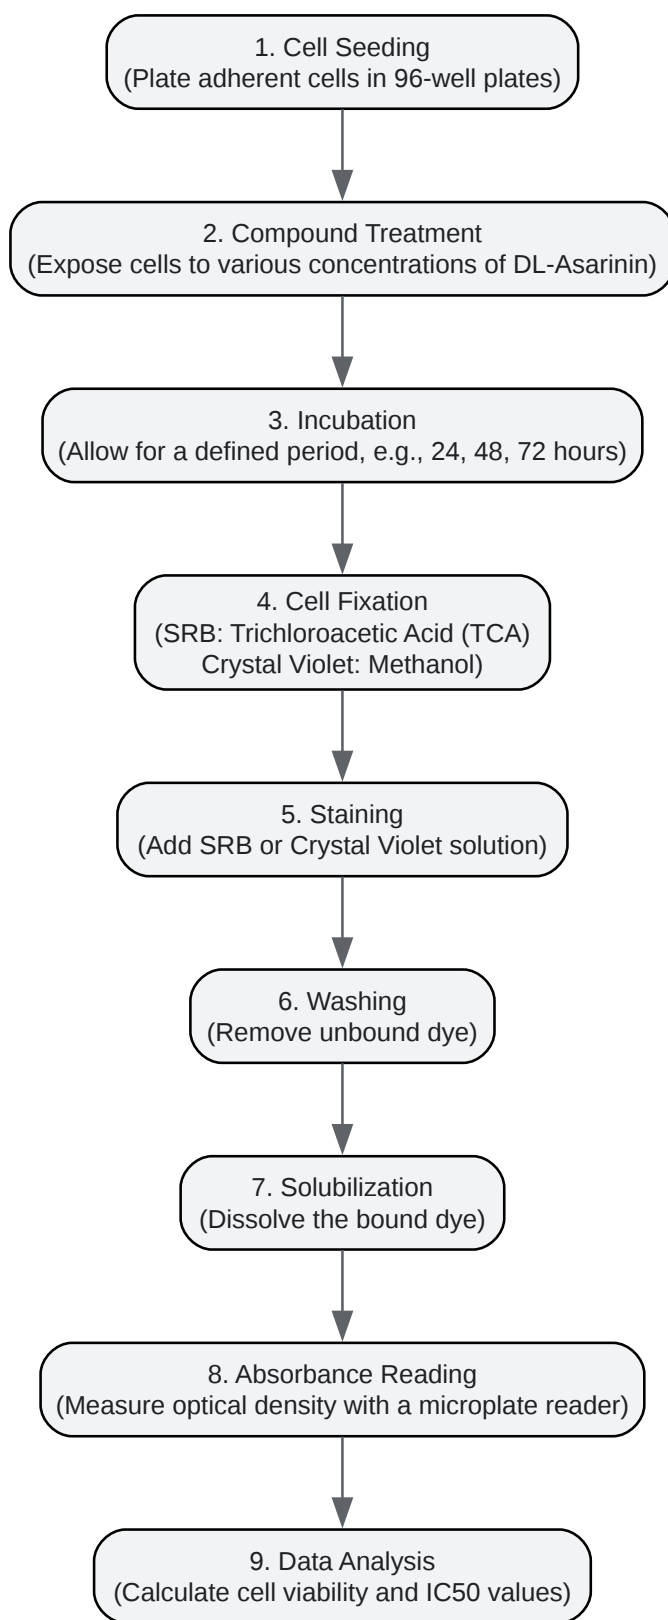 1. Cell Seeding
(Plate adherent cells in 96-well plates)
2. Compound Treatment
(Expose cells to various concentrations of DL-Asarinin)
3. Incubation
(Allow for a defined period, e.g., 24, 48, 72 hours)
4. Cell Fixation
(SRB: Trichloroacetic Acid (TCA)
Crystal Violet: Methanol)
5. Staining
(Add SRB or Crystal Violet solution)
6. Washing
(Remove unbound dye)
7. Solubilization
(Dissolve the bound dye)
8. Absorbance Reading
(Measure optical density with a microplate reader)
9. Data Analysis
(Calculate cell viability and IC50 values)